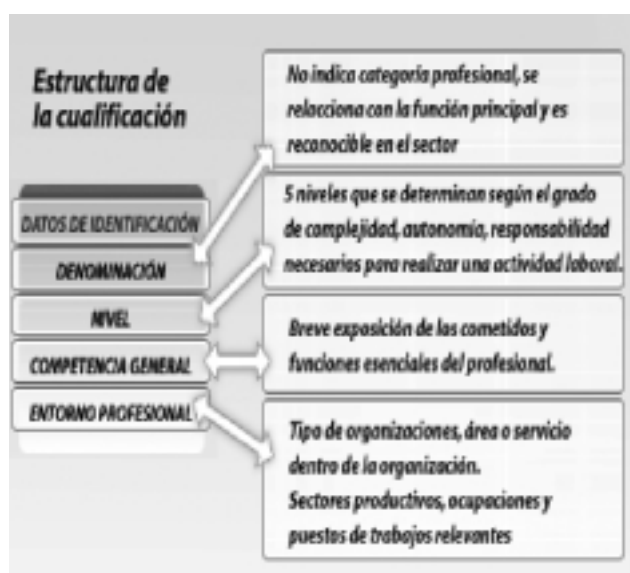 Estructura de
la cualificación
DATOS DE IDENTIFICACIÓN
DENOMINACIÓN
NIVEL
COMPETENCIA GENERAL
ENTORNO PROFESIONAL
No indica categoría profesional, se
relacciona con la función principal y es
reconocible en el sector
5 niveles que se determinan según el grado
de complejidad, autonomía, responsabilidad
necesarios para realizar una actividad laboral.
Breve exposición de los cometidos y
funciones esenciales del profesional.
Tipo de organizaciones, área o servicio
dentro de la organización.
Sectores productivos, ocupaciones y
puestos de trabajos relevantes